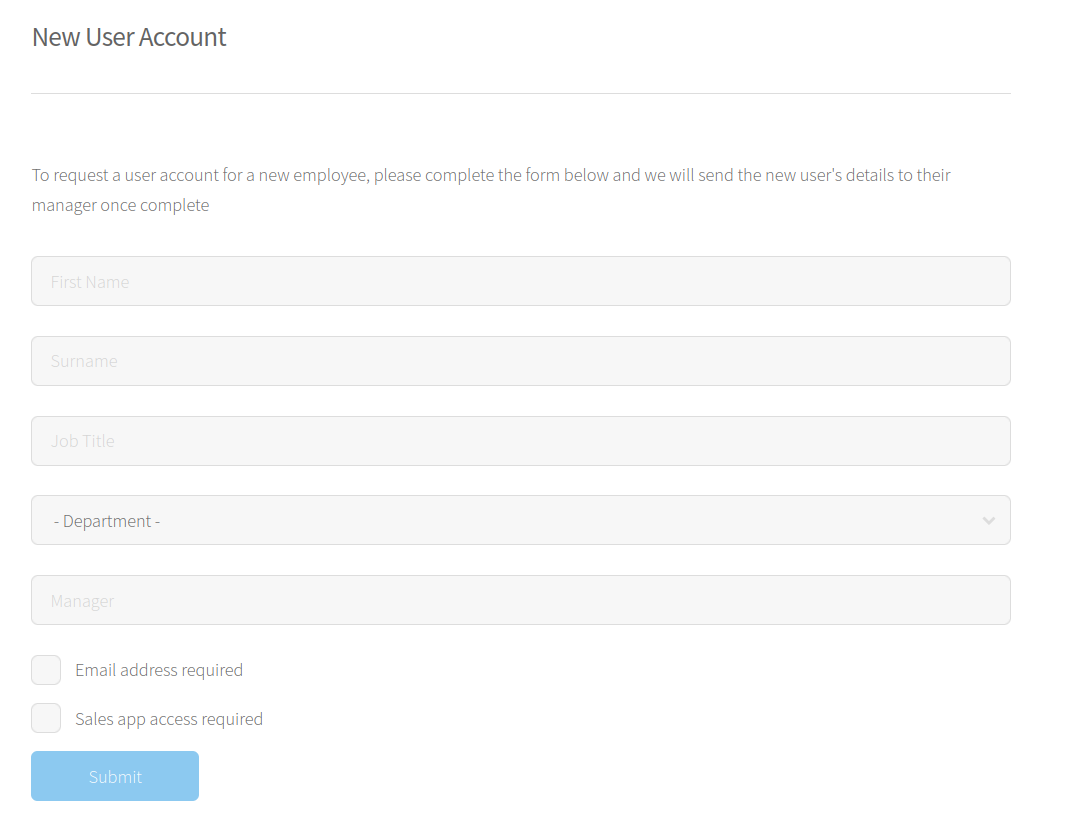 New User Account
To request a user account for a new employee, please complete the form below and we will send the new user's details to their
manager once complete
First Name
Surname
Job Title
- Department -
Manager
Email address required
Sales app access required
Submit